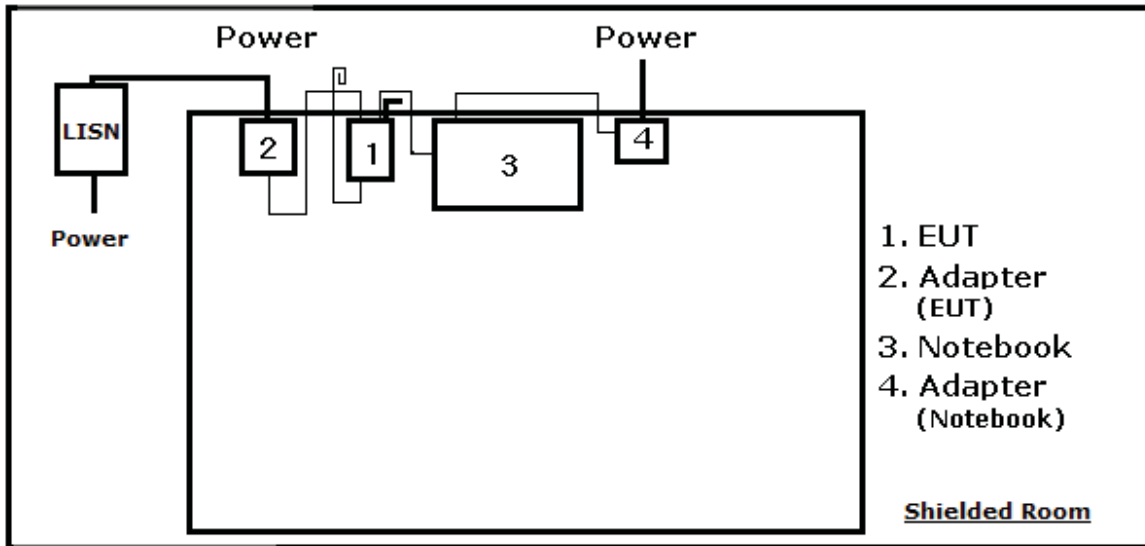 Power
Power
LISN
Power
2
1
3
4
1. EUT
2. Adapter
(EUT)
3. Notebook
4. Adapter
(Notebook)
Shielded Room